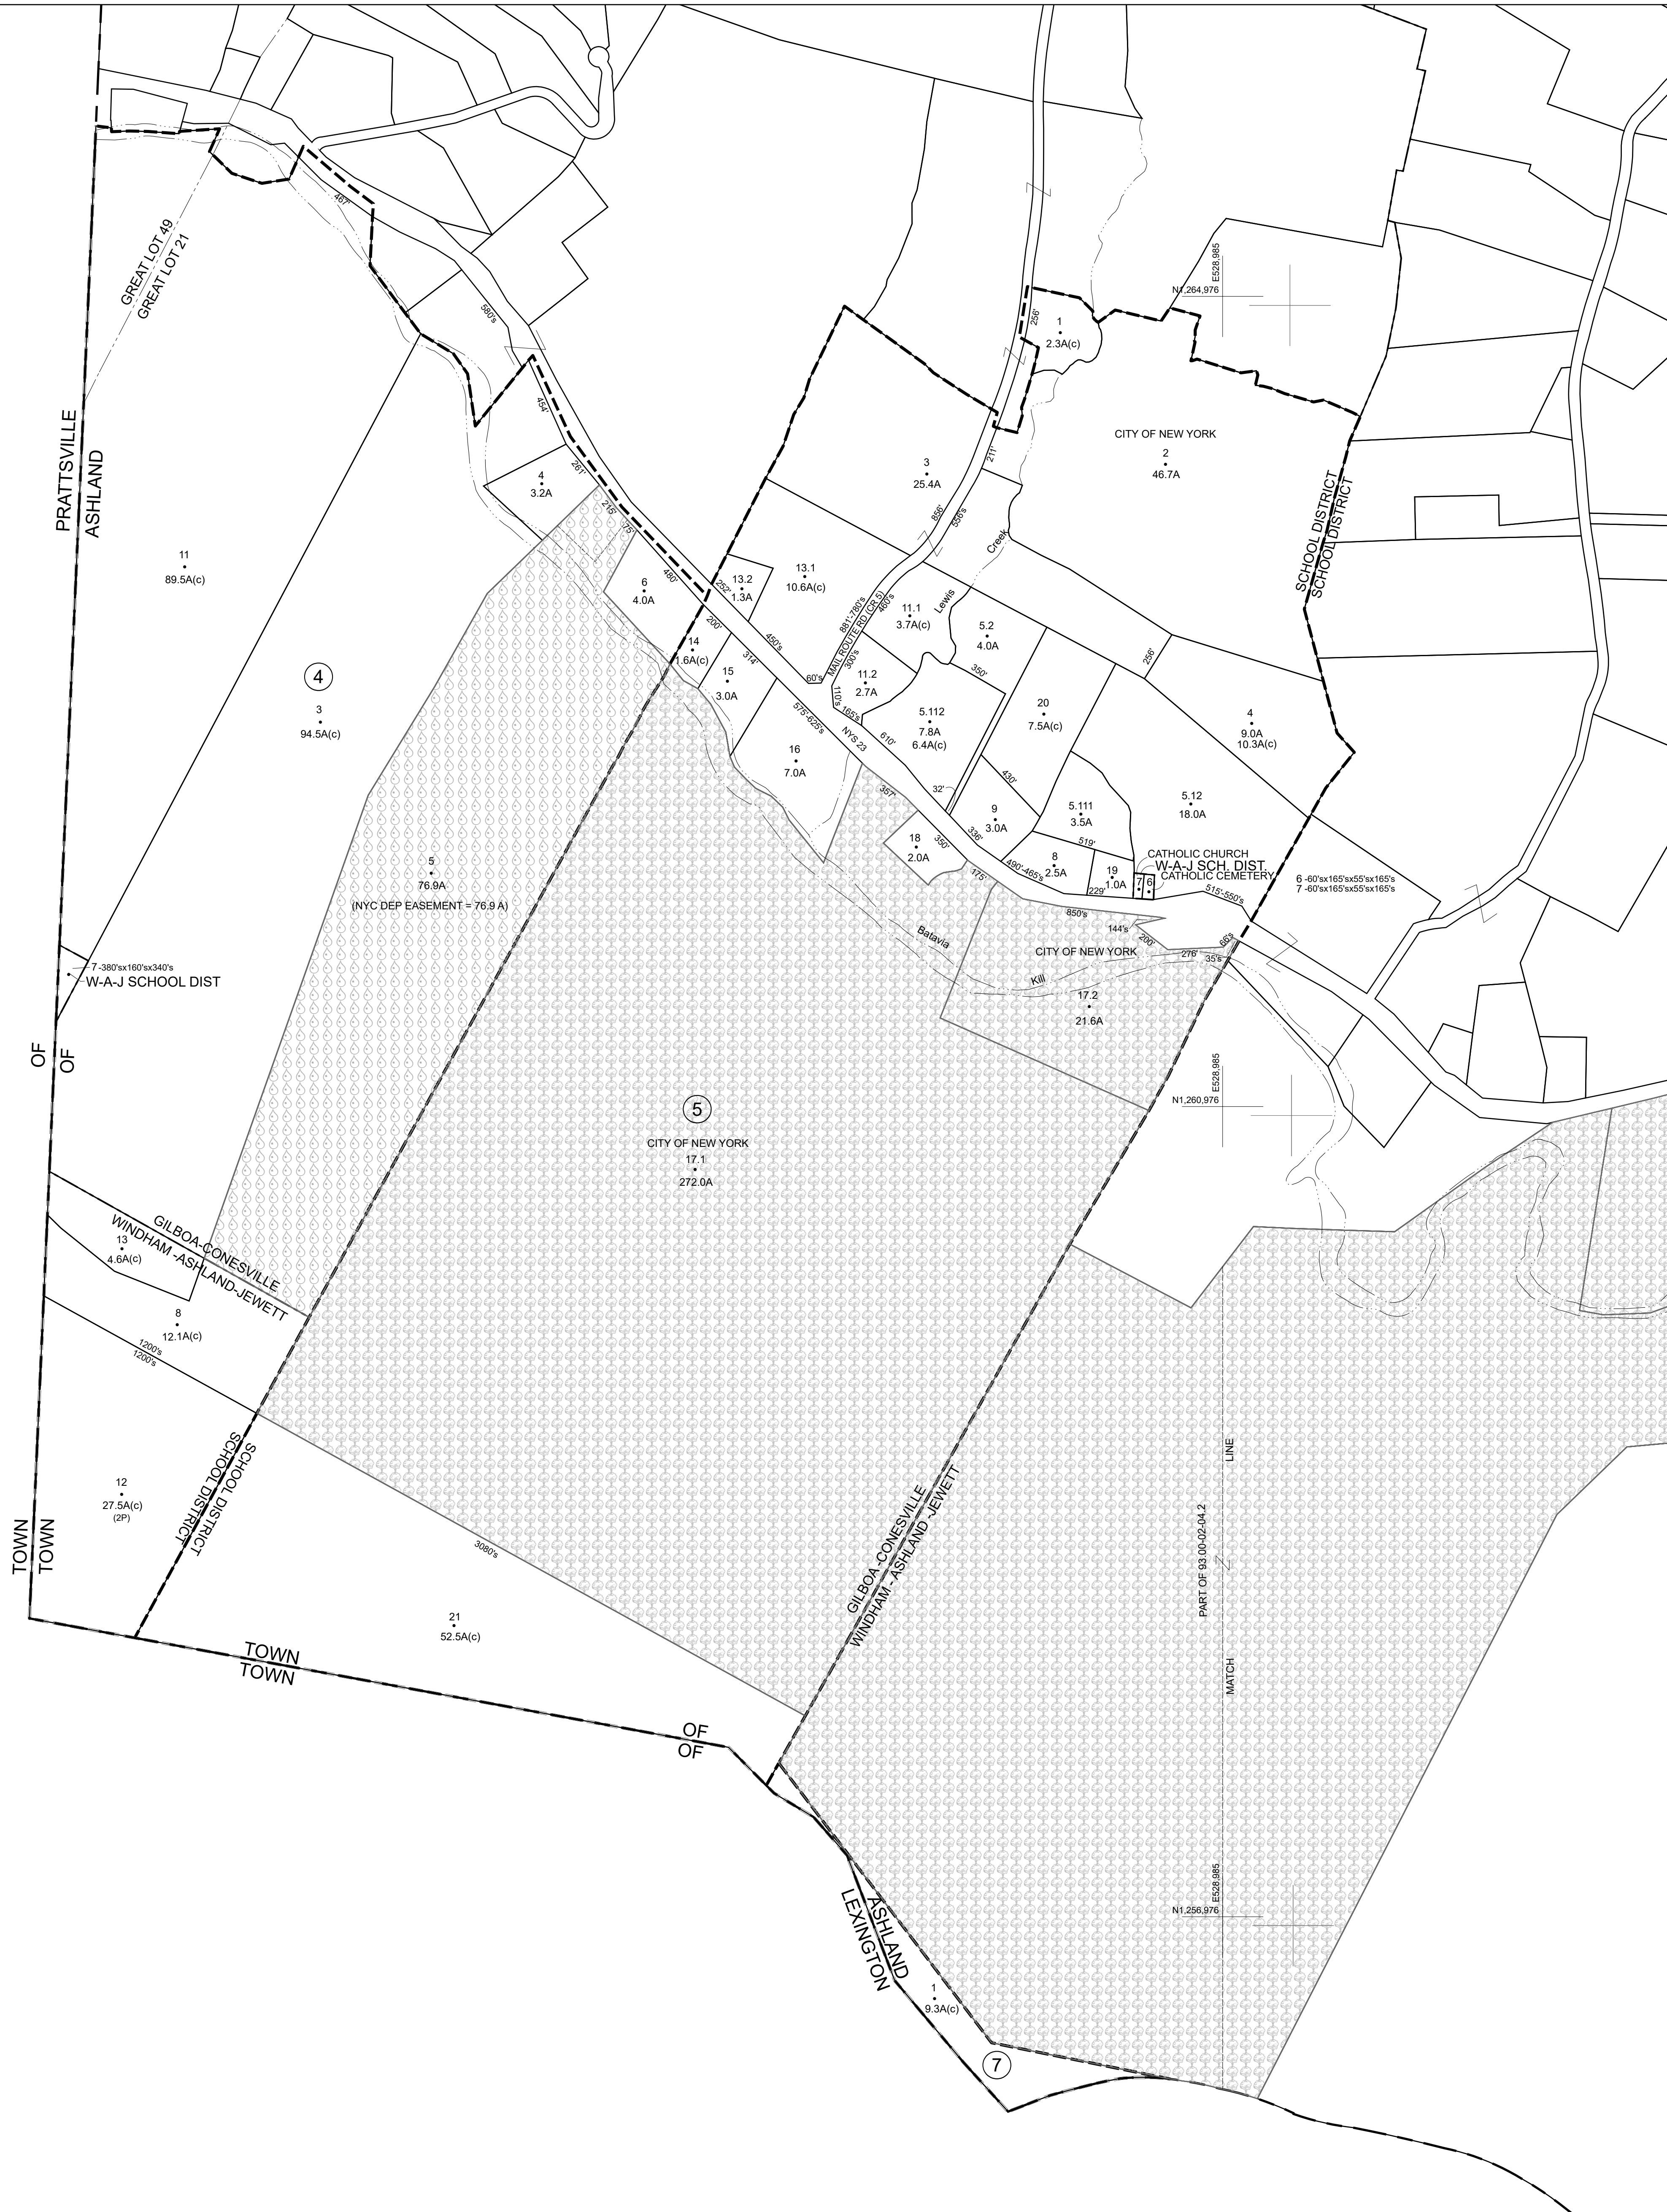 GREAT LOT 49
GREAT LOT 21
467'
580's
454'
E528,985
N1,264,976
256'
1
2.3A(c)
CITY OF NEW YORK
2
46.7A
211'
3
25.4A
856'
556's
SCHOOL DISTRICT
SCHOOL DISTRICT
PRATTSVILLE
ASHLAND
11
89.5A(c)
4
3.2A
261'
215'
75'
480'
6
4.0A
4
3
94.5A(c)
13.2
1.3A
252'
13.1
10.6A(c)
200'
450's
14
1.6A(c)
314'
15
3.0A
60's
881'-780's
MAIL ROUTE RD (CR 5)
460's
300's
110's
11.1
3.7A(c)
Lewis
Creek
5.2
4.0A
350'
256'
11.2
2.7A
165's
575'-625's
NYS 23
610'
16
7.0A
5.112
7.8A
6.4A(c)
20
7.5A(c)
4
9.0A
10.3A(c)
430'
32'
357'
9
3.0A
336'
5.111
3.5A
5.12
18.0A
18
2.0A
350'
175'
519'
8
2.5A
490'-465's
19
1.0A
229'
CATHOLIC CHURCH
W-A-J SCH. DIST.
CATHOLIC CEMETERY
7
6
515'-550's
6 -60'sx165'sx55'sx165's
7 -60'sx165'sx55'sx165's
5
76.9A
(NYC DEP EASEMENT = 76.9 A)
850's
144's
200'
66's
276'
35's
Batavia
Kill
CITY OF NEW YORK
17.2
21.6A
7 -380'sx160'sx340's
W-A-J SCHOOL DIST
OF
OF
E528,985
N1,260,976
5
CITY OF NEW YORK
17.1
272.0A
GILBOA-CONESVILLE
WINDHAM -ASHLAND-JEWETT
13
4.6A(c)
8
12.1A(c)
1200's
1200's
SCHOOL DISTRICT
SCHOOL DISTRICT
12
27.5A(c)
(2P)
TOWN
TOWN
3080's
21
52.5A(c)
TOWN
TOWN
OF
OF
GILBOA -CONESVILLE
WINDHAM - ASHLAND -JEWETT
LINE
PART OF 93.00-02-04.2
MATCH
E528,985
N1,256,976
ASHLAND
LEXINGTON
1
9.3A(c)
7